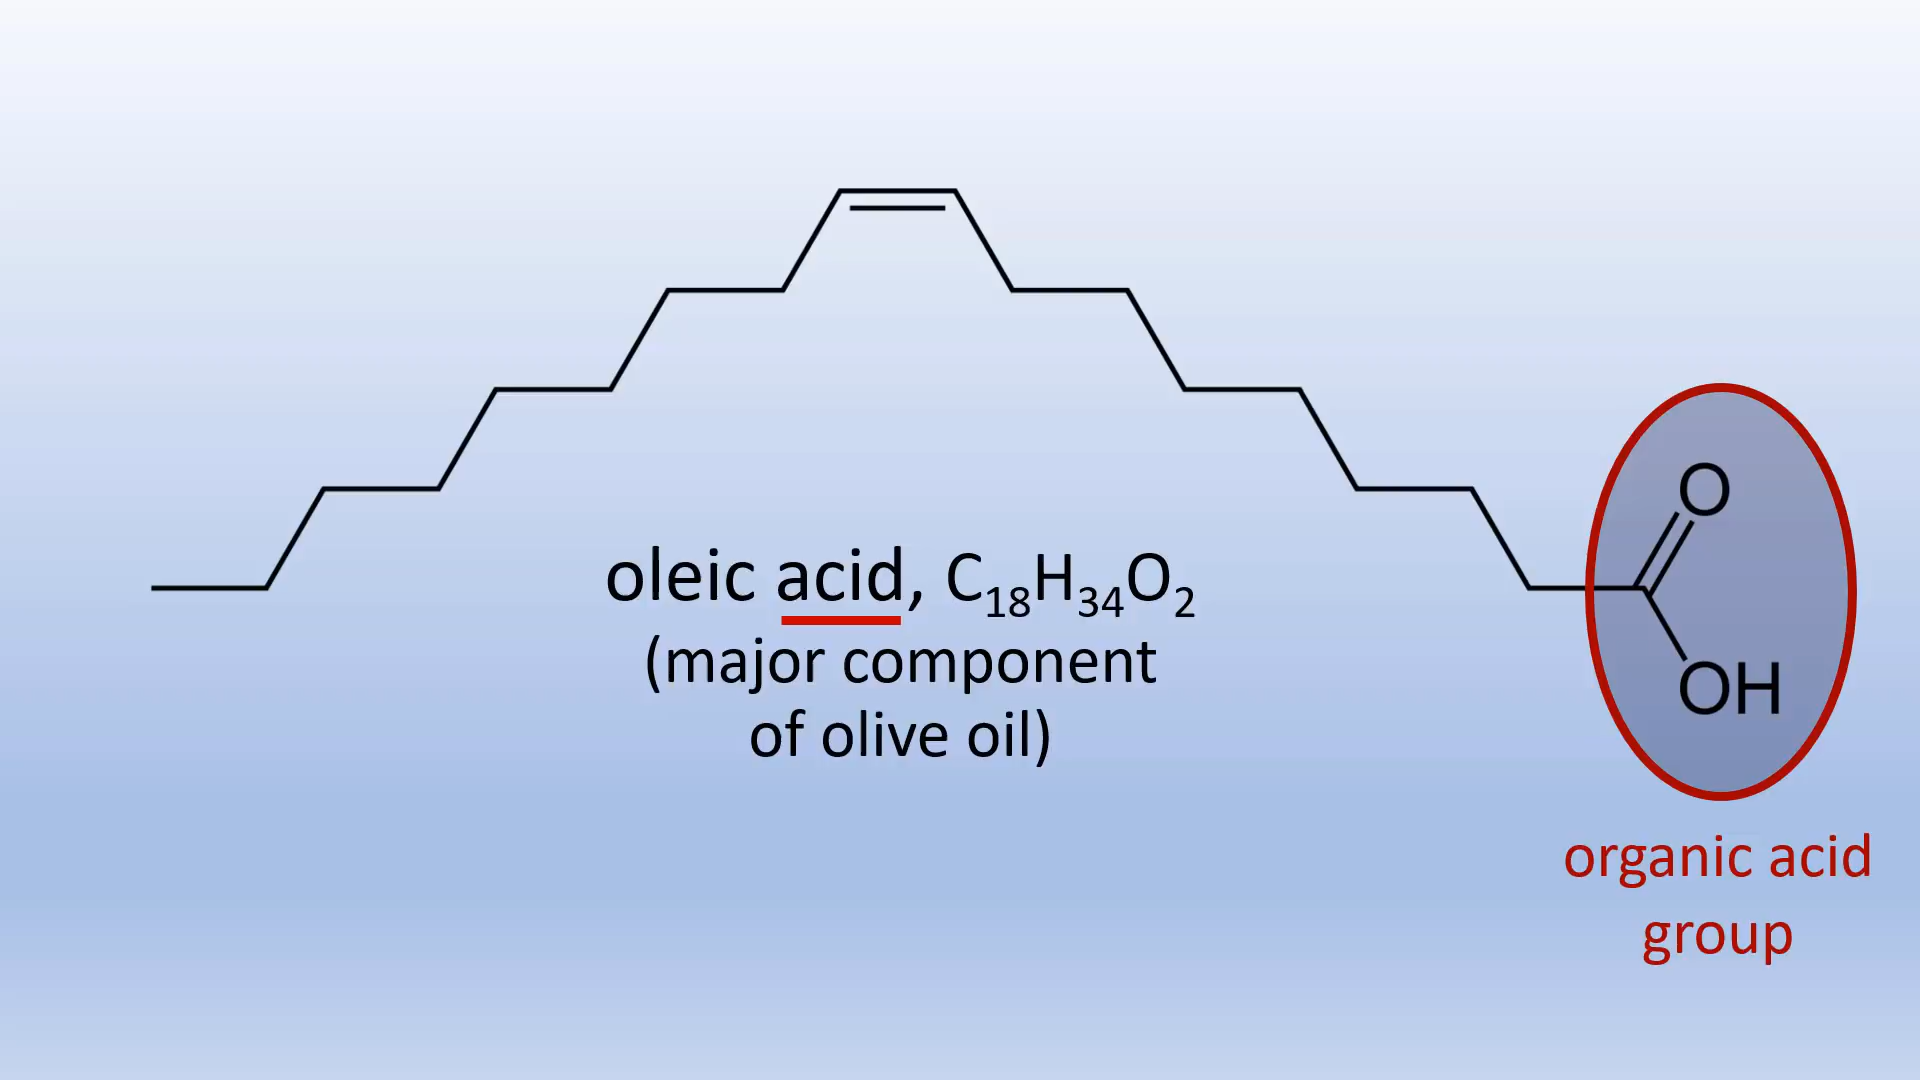 O
oleic acid, C₁₈H₃₄O₂
(major component
OH
of olive oil)
organic acid
group